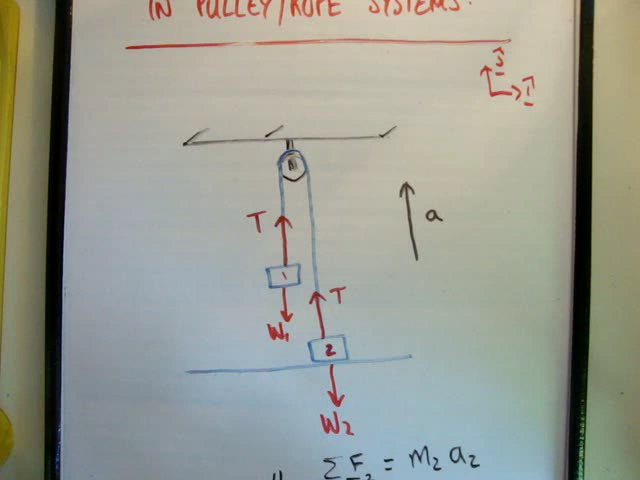 IN PULLEY/ROPE SYSTEMS.
j
i
a
T
1
W1
T
2
W2
ΣF2 = m2 a2